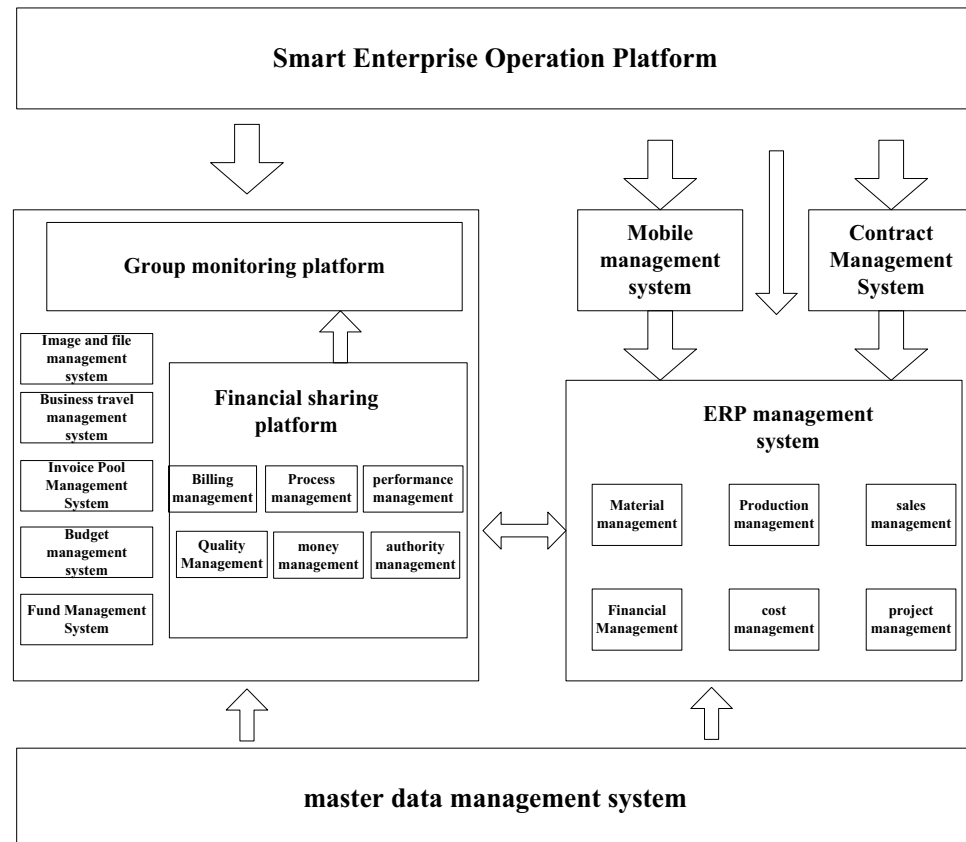 Smart Enterprise Operation Platform
Group monitoring platform
Image and file
management
system
Business travel
management
system
Invoice Pool
Management
System
Budget
management
system
Fund Management
System
Financial sharing
platform
Billing
management
Process
management
performance
management
Quality
Management
money
management
authority
management
Mobile
management
system
Contract
Management
System
ERP management
system
Material
management
Production
management
sales
management
Financial
Management
cost
management
project
management
master data management system